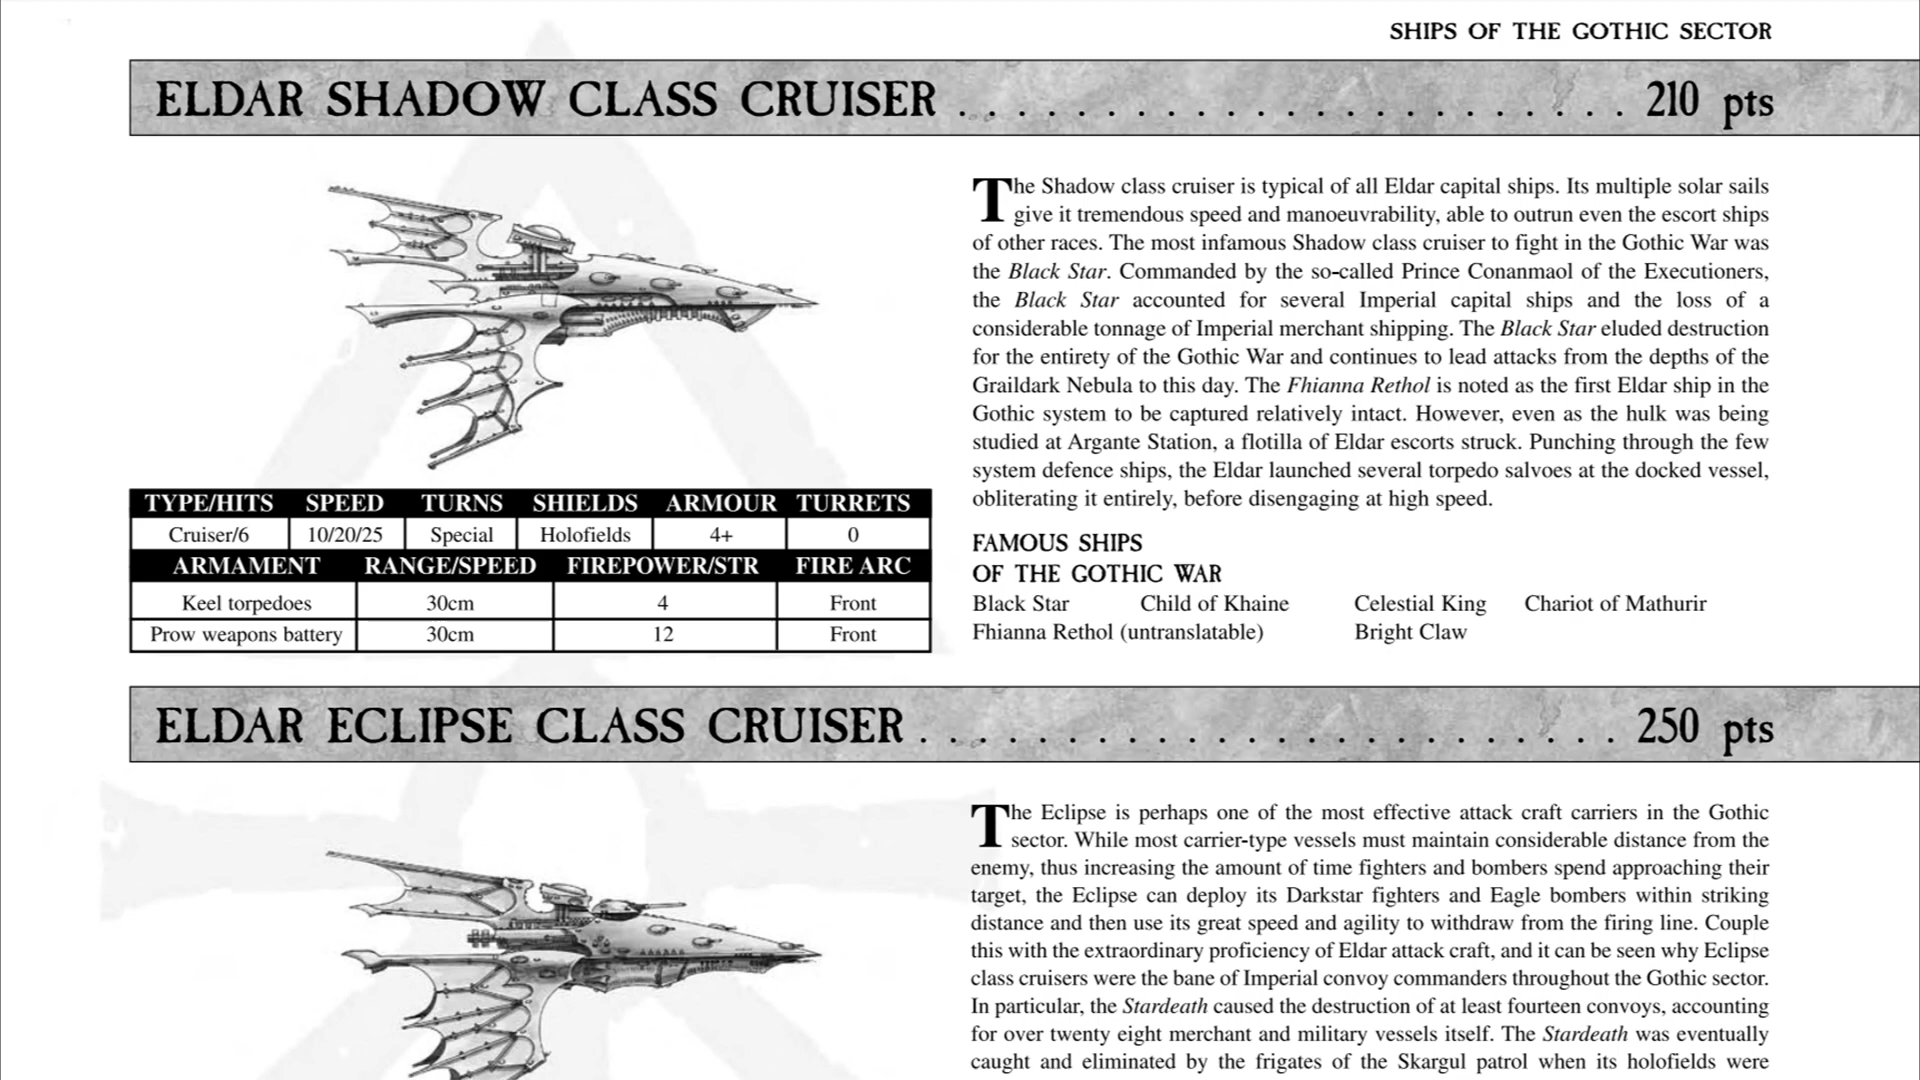 SHIPS OF THE GOTHIC SECTOR
ELDAR SHADOW CLASS CRUISER . . . . . . . . . . . . . . . . . . . . . . . 210 pts
The Shadow class cruiser is typical of all Eldar capital ships. Its multiple solar sails
give it tremendous speed and manoeuvrability, able to outrun even the escort ships
of other races. The most infamous Shadow class cruiser to fight in the Gothic War was
the Black Star. Commanded by the so-called Prince Conanmaol of the Executioners,
the Black Star accounted for several Imperial capital ships and the loss of a
considerable tonnage of Imperial merchant shipping. The Black Star eluded destruction
for the entirety of the Gothic War and continues to lead attacks from the depths of the
Graildark Nebula to this day. The Fhianna Rethol is noted as the first Eldar ship in the
Gothic system to be captured relatively intact. However, even as the hulk was being
studied at Argante Station, a flotilla of Eldar escorts struck. Punching through the few
system defence ships, the Eldar launched several torpedo salvoes at the docked vessel,
obliterating it entirely, before disengaging at high speed.
TYPE/HITS SPEED TURNS SHIELDS ARMOUR TURRETS
Cruiser/6 10/20/25 Special Holofields 4+ 0
ARMAMENT RANGE/SPEED FIREPOWER/STR FIRE ARC
Keel torpedoes 30cm 4 Front
Prow weapons battery 30cm 12 Front
FAMOUS SHIPS
OF THE GOTHIC WAR
Black Star Child of Khaine Celestial King Chariot of Mathurir
Fhianna Rethol (untranslatable) Bright Claw
ELDAR ECLIPSE CLASS CRUISER . . . . . . . . . . . . . . . . . . . . . . . . 250 pts
The Eclipse is perhaps one of the most effective attack craft carriers in the Gothic
sector. While most carrier-type vessels must maintain considerable distance from the
enemy, thus increasing the amount of time fighters and bombers spend approaching their
target, the Eclipse can deploy its Darkstar fighters and Eagle bombers within striking
distance and then use its great speed and agility to withdraw from the firing line. Couple
this with the extraordinary proficiency of Eldar attack craft, and it can be seen why Eclipse
class cruisers were the bane of Imperial convoy commanders throughout the Gothic sector.
In particular, the Stardeath caused the destruction of at least fourteen convoys, accounting
for over twenty eight merchant and military vessels itself. The Stardeath was eventually
caught and eliminated by the frigates of the Skargul patrol when its holofields were